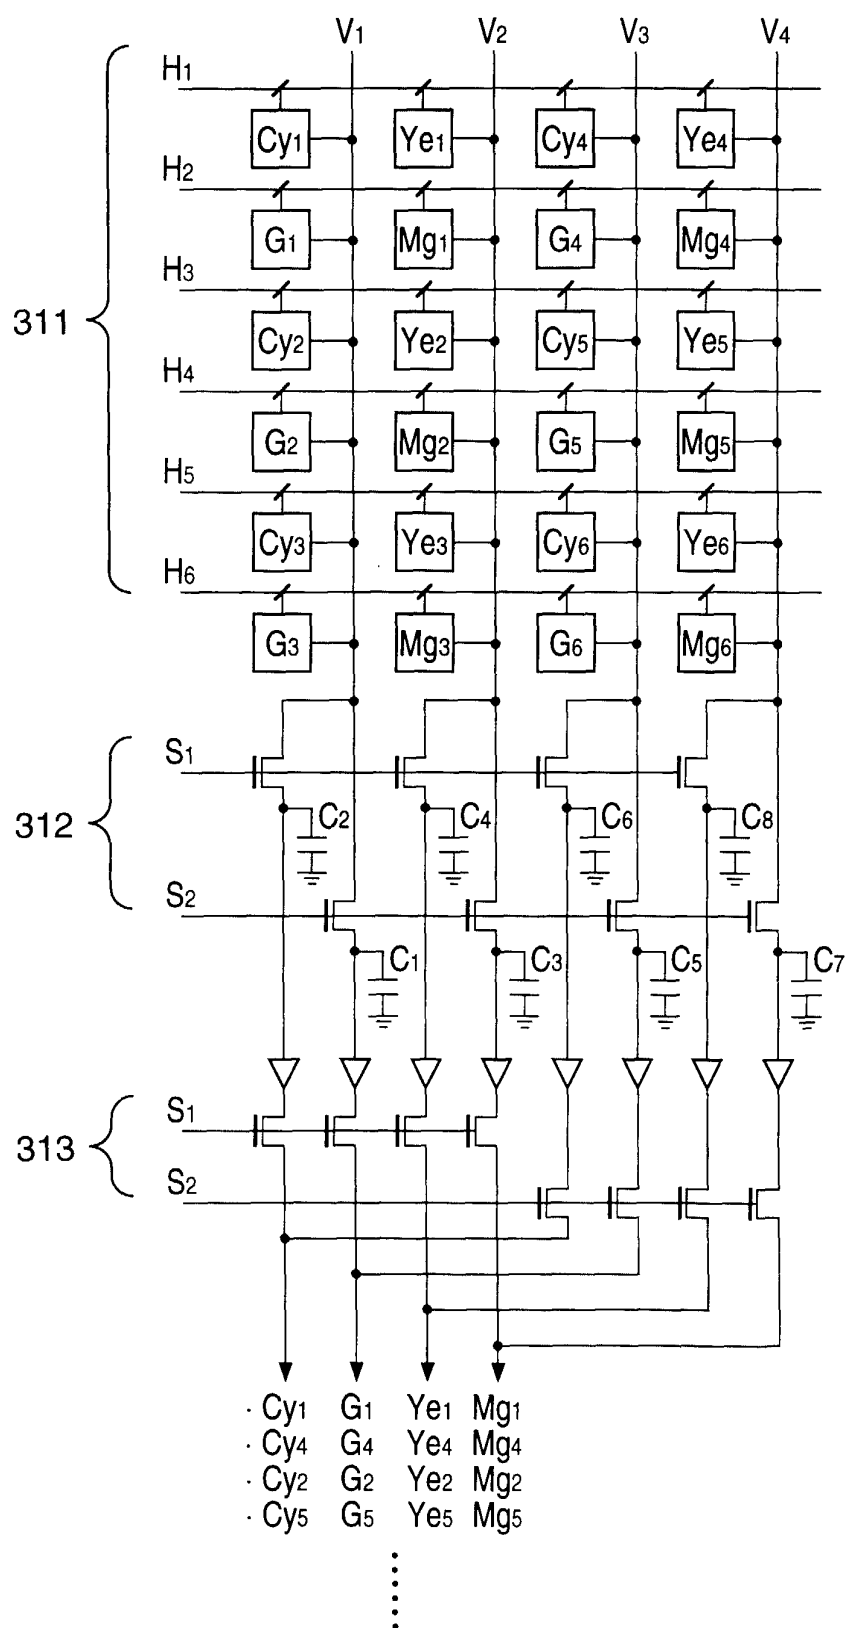 V1 V2 V3 V4
H1
Cy1 Ye1 Cy4 Ye4
H2
G1 Mg1 G4 Mg4
H3
311
Cy2 Ye2 Cy5 Ye5
H4
G2 Mg2 G5 Mg5
H5
Cy3 Ye3 Cy6 Ye6
H6
G3 Mg3 G6 Mg6
S1
312
C2 C4 C6 C8
S2
C1 C3 C5 C7
313
S1
S2
· Cy1 G1 Ye1 Mg1
· Cy4 G4 Ye4 Mg4
· Cy2 G2 Ye2 Mg2
· Cy5 G5 Ye5 Mg5